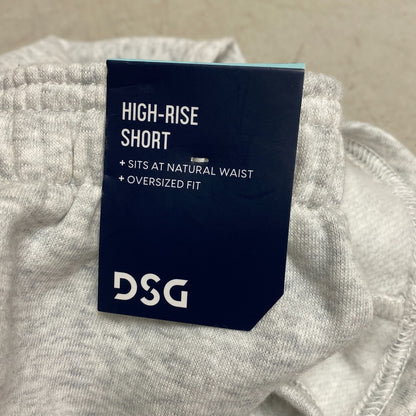 HIGH-RISE
SHORT
+ SITS AT NATURAL WAIST
+ OVERSIZED FIT
DSG